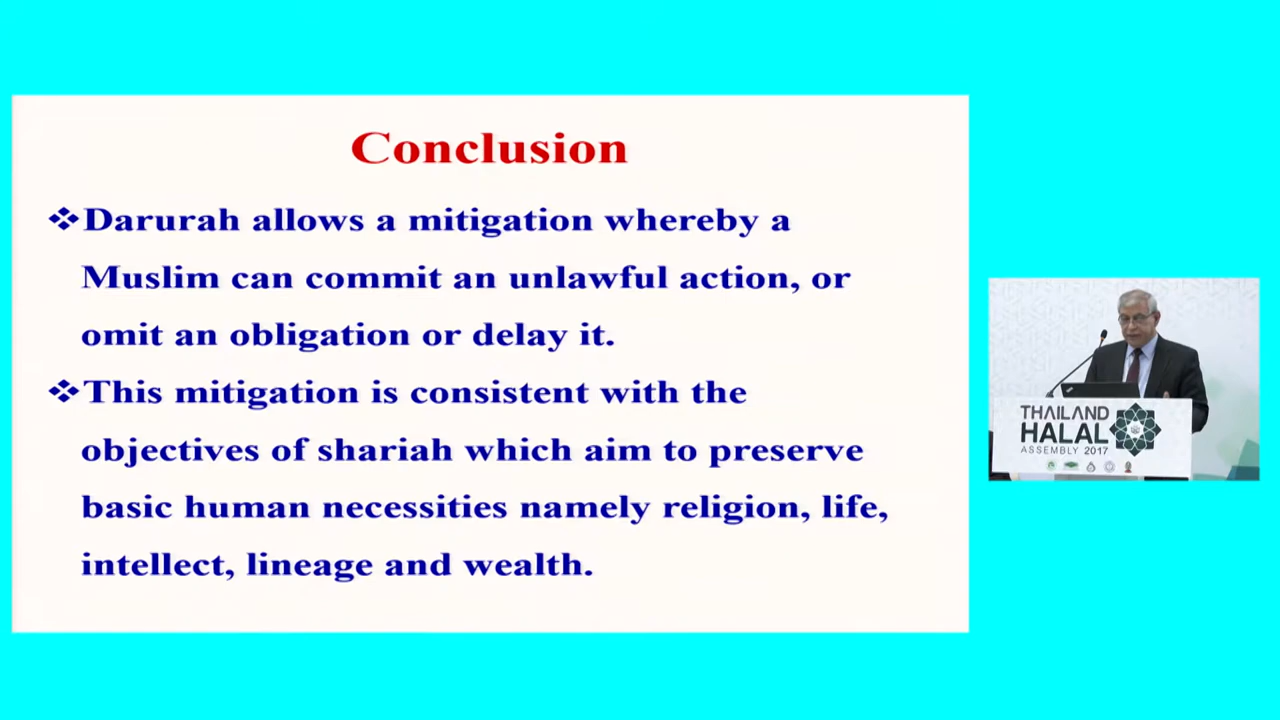 Conclusion
❖Darurah allows a mitigation whereby a
Muslim can commit an unlawful action, or
omit an obligation or delay it.
❖This mitigation is consistent with the
objectives of shariah which aim to preserve
basic human necessities namely religion, life,
intellect, lineage and wealth.
THAILAND
HALAL
ASSEMBLY 2017